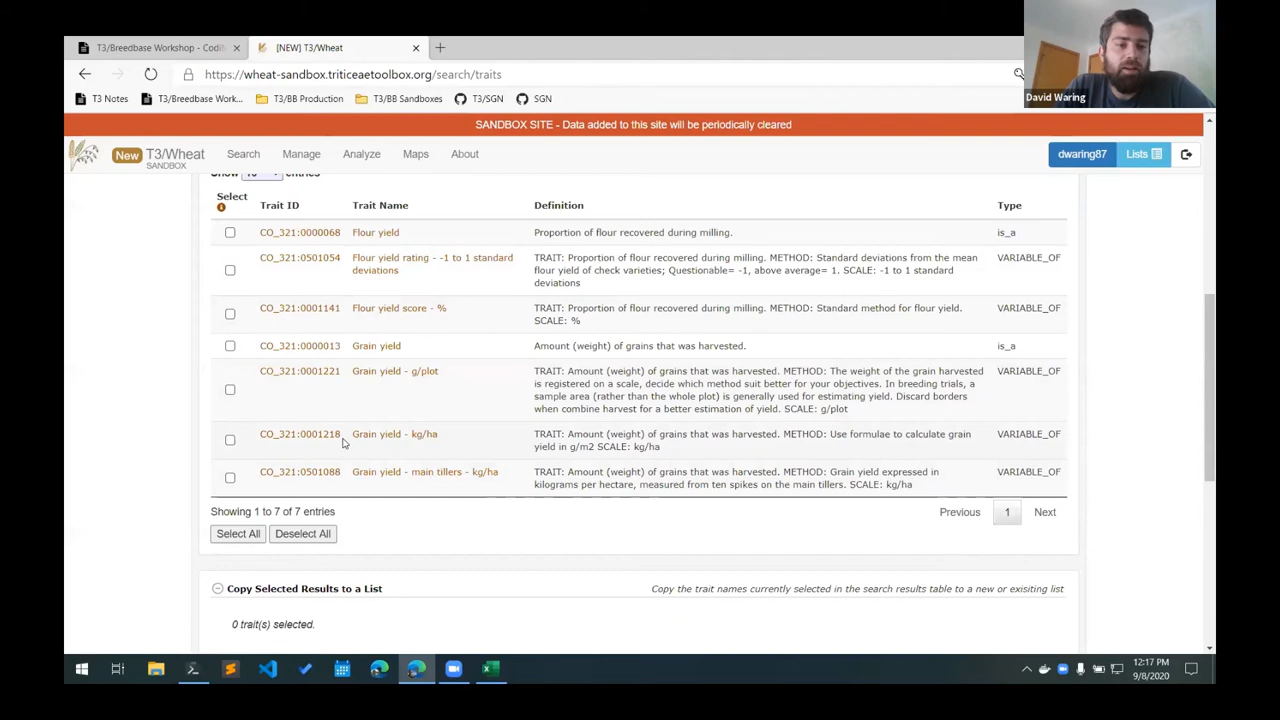 T3/Breedbase Workshop - CodiM
[NEW] T3/Wheat
https://wheat-sandbox.triticeaetoolbox.org/search/traits
David Waring
T3 Notes
T3/Breedbase Work...
T3/BB Production
T3/BB Sandboxes
T3/SGN
SGN
SANDBOX SITE - Data added to this site will be periodically cleared
New T3/Wheat
SANDBOX
Search
Manage
Analyze
Maps
About
dwaring87
Lists
Show 10 entries
Select
Trait ID
Trait Name
Definition
Type
CO_321:0000068 Flour yield Proportion of flour recovered during milling. is_a
CO_321:0501054 Flour yield rating - -1 to 1 standard TRAIT: Proportion of flour recovered during milling. METHOD: Standard deviations from the mean VARIABLE_OF
deviations flour yield of check varieties; Questionable= -1, above average= 1. SCALE: -1 to 1 standard
deviations
CO_321:0001141 Flour yield score - % TRAIT: Proportion of flour recovered during milling. METHOD: Standard method for flour yield. VARIABLE_OF
SCALE: %
CO_321:0000013 Grain yield Amount (weight) of grains that was harvested. is_a
CO_321:0001221 Grain yield - g/plot TRAIT: Amount (weight) of grains that was harvested. METHOD: The weight of the grain harvested VARIABLE_OF
is registered on a scale, decide which method suit better for your objectives. In breeding trials, a
sample area (rather than the whole plot) is generally used for estimating yield. Discard borders
when combine harvest for a better estimation of yield. SCALE: g/plot
CO_321:0001218 Grain yield - kg/ha TRAIT: Amount (weight) of grains that was harvested. METHOD: Use formulae to calculate grain VARIABLE_OF
yield in g/m2 SCALE: kg/ha
CO_321:0501088 Grain yield - main tillers - kg/ha TRAIT: Amount (weight) of grains that was harvested. METHOD: Grain yield expressed in VARIABLE_OF
kilograms per hectare, measured from ten spikes on the main tillers. SCALE: kg/ha
Showing 1 to 7 of 7 entries
Previous 1 Next
Select All Deselect All
Copy Selected Results to a List
Copy the trait names currently selected in the search results table to a new or exisiting list
0 trait(s) selected.
12:17 PM
9/8/2020